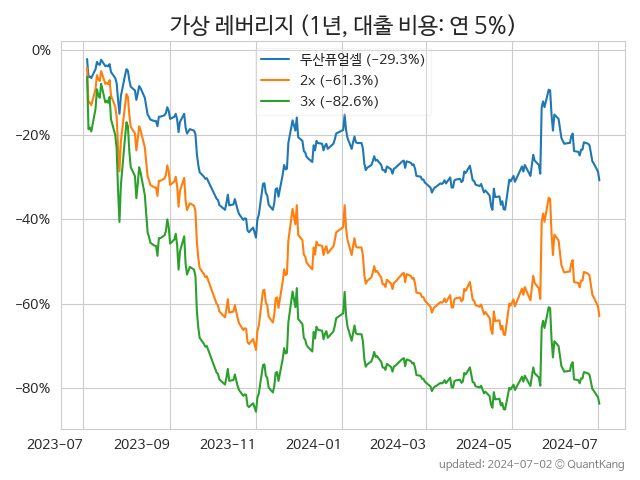 가상 레버리지 (1년, 대출 비용: 연 5%)
두산퓨얼셀 (−29.3%)
2x (−61.3%)
3x (−82.6%)
0%
−20%
−40%
−60%
−80%
2023-07 2023-09 2023-11 2024-01 2024-03 2024-05 2024-07
updated: 2024-07-02 © QuantKang